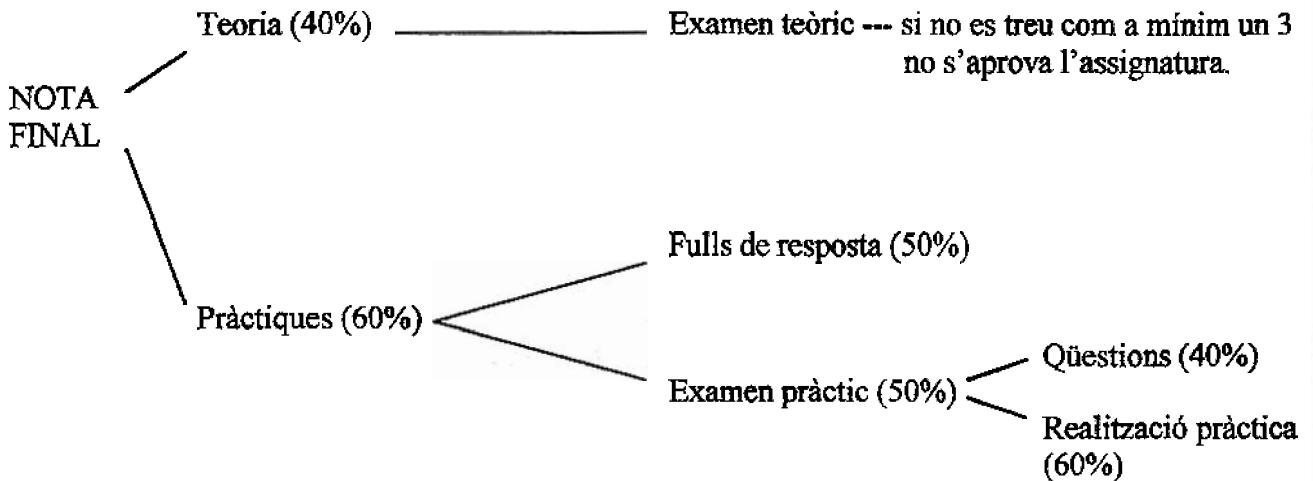 Teoria (40%)
Examen teòric --- si no es treu com a mínim un 3
no s'aprova l'assignatura.
NOTA
FINAL
Fulls de resposta (50%)
Pràctiques (60%)
Examen pràctic (50%)
Qüestions (40%)
Realització pràctica
(60%)